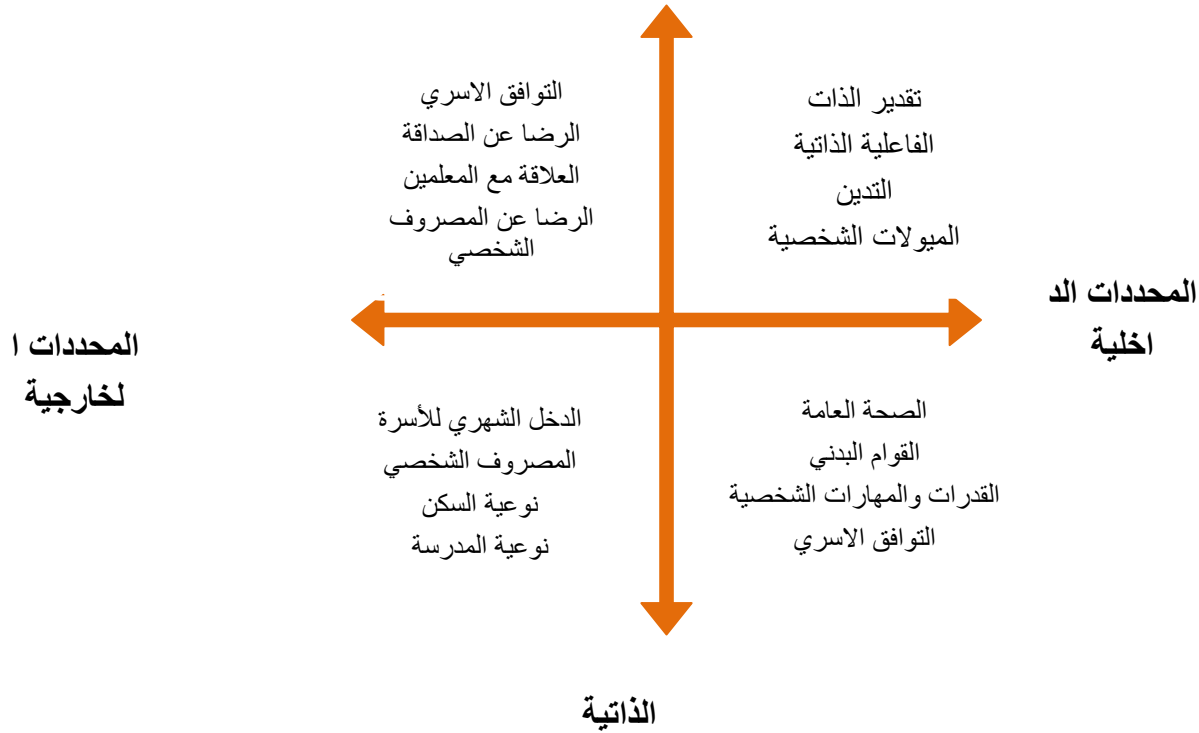 تقدير الذات
الفاعلية الذاتية
التدين
الميولات الشخصية
التوافق الاسري
الرضا عن الصداقة
العلاقة مع المعلمين
الرضا عن المصروف
الشخصي
المحددات الد
اخلية
المحددات ا
لخارجية
الصحة العامة
القوام البدني
القدرات والمهارات الشخصية
التوافق الاسري
الدخل الشهري للأسرة
المصروف الشخصي
نوعية السكن
نوعية المدرسة
الذاتية